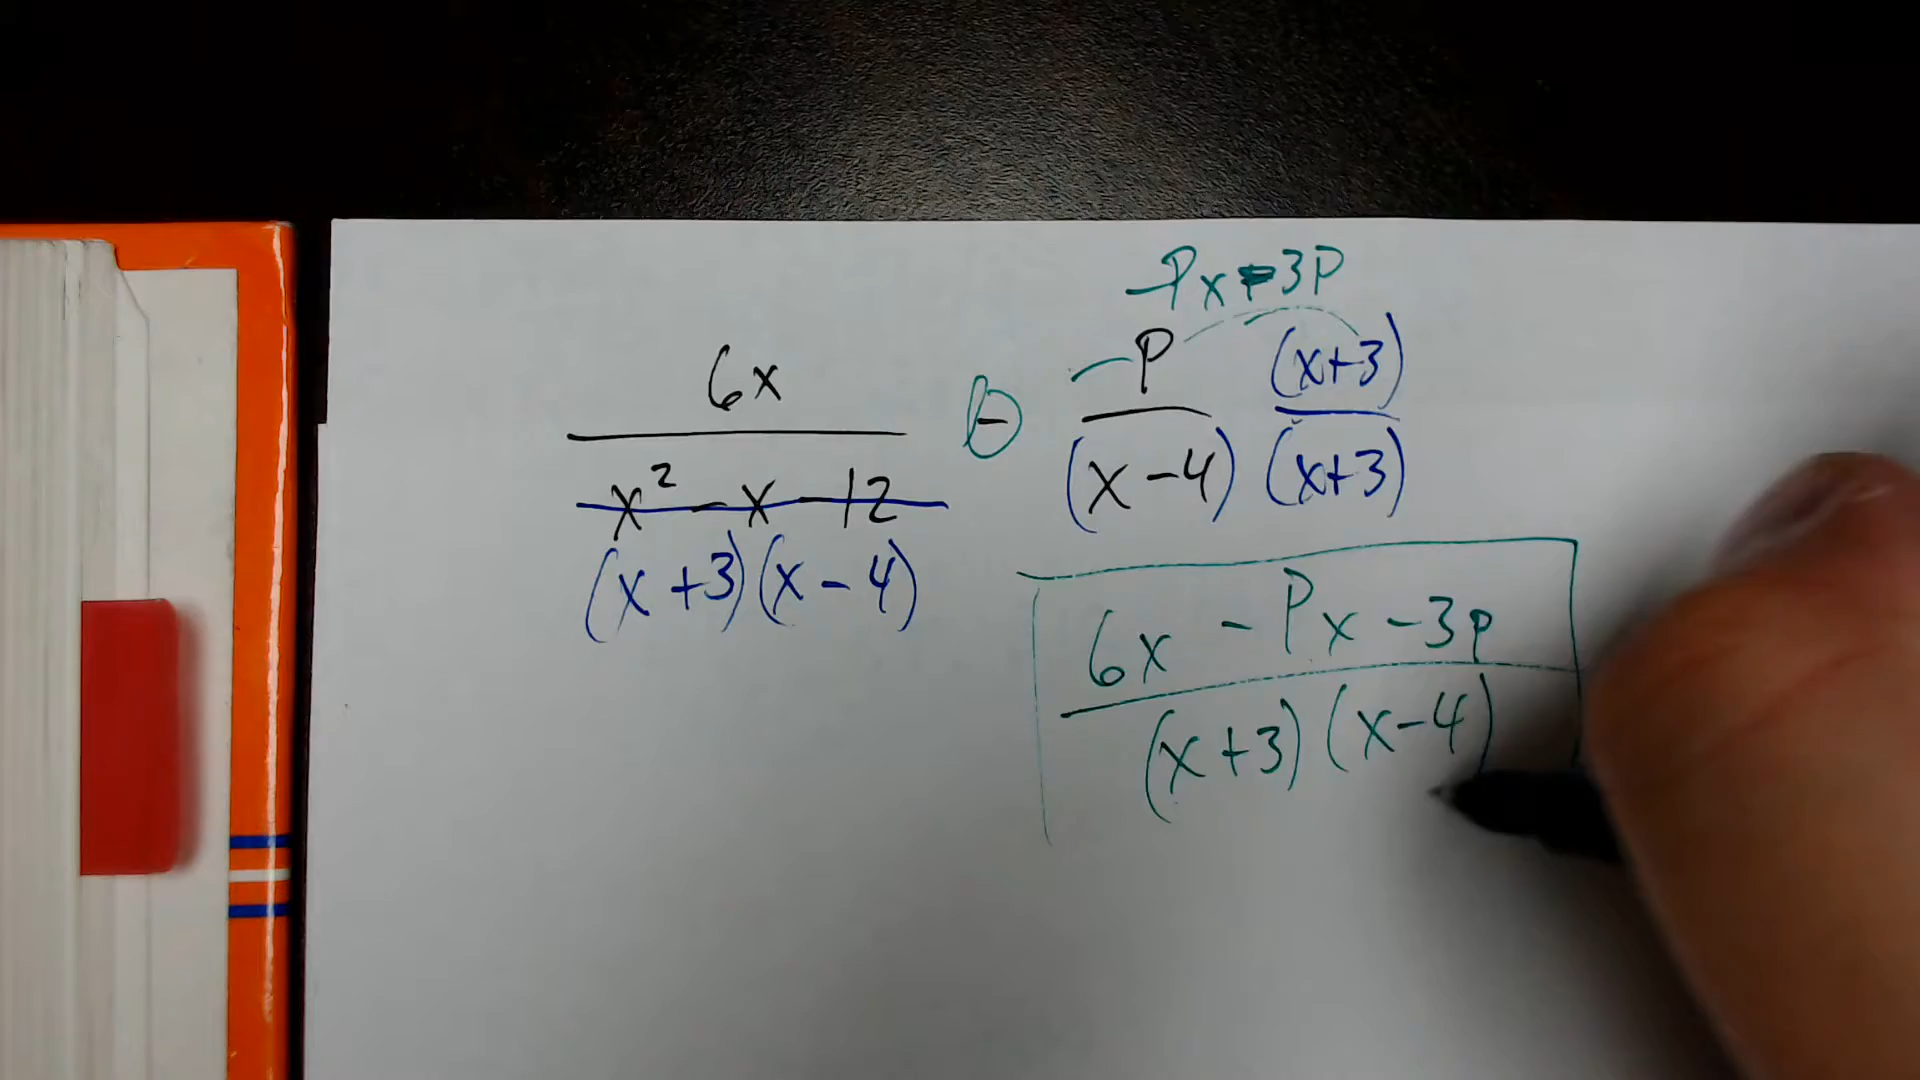 -Px-3P
6x
P (x+3)
-
x² - x - 12
(x-4) (x+3)
(x+3)(x-4)
6x - Px - 3p
(x+3)(x-4)